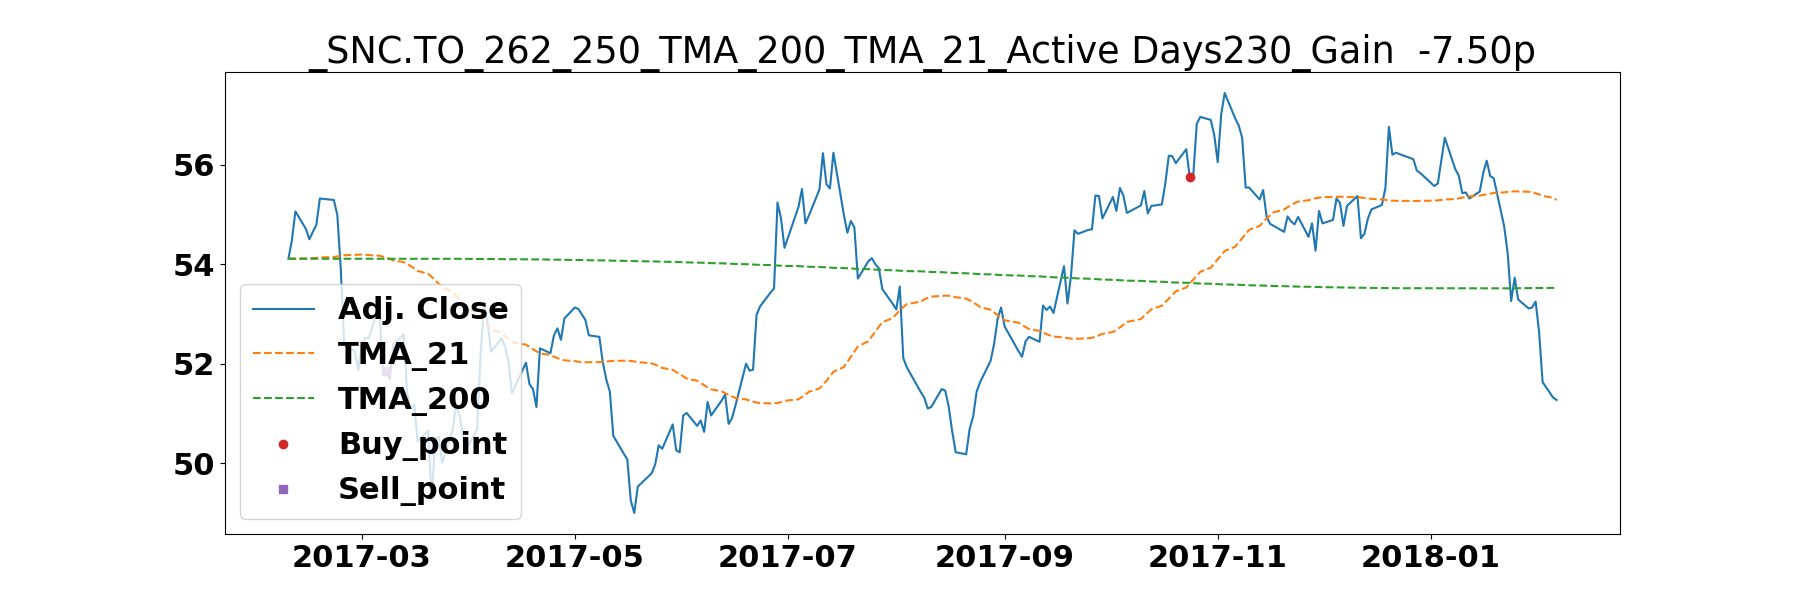 _SNC.TO_262_250_TMA_200_TMA_21_Active Days230_Gain  -7.50p
56
54
52
50
Adj. Close
TMA_21
TMA_200
Buy_point
Sell_point
2017-03 2017-05 2017-07 2017-09 2017-11 2018-01